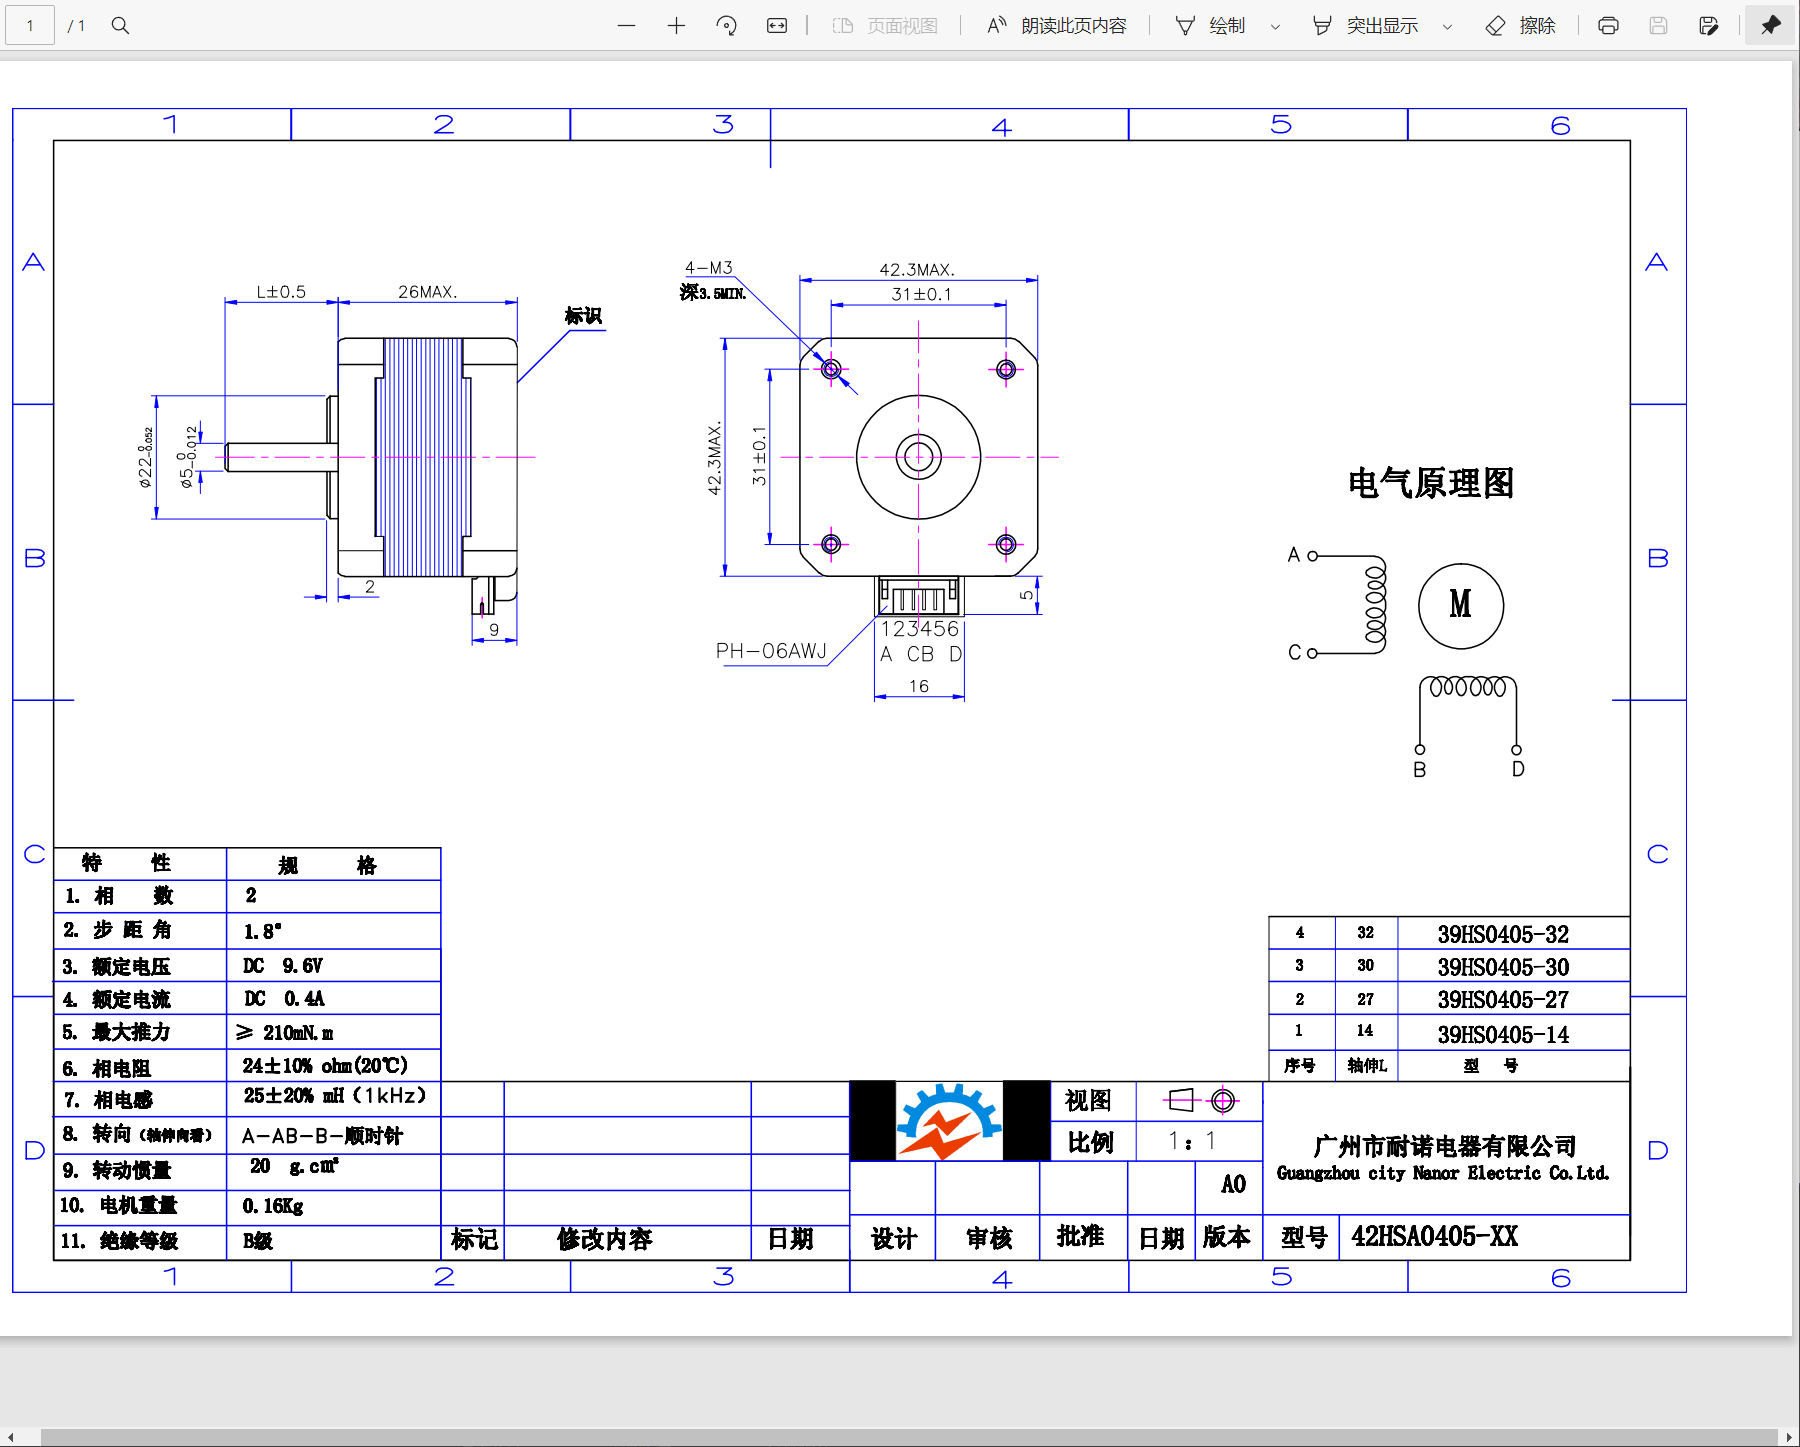 1 / 1 页面视图 朗读此页内容 绘制 突出显示 擦除
1 2 3 4 5 6
A A
B B
C C
D D
L±0.5 26MAX.
标识
Ø22-0.052 0
Ø5-0.012 0
2
9
4-M3
深3.5MIN.
42.3MAX.
31±0.1
42.3MAX.
31±0.1
5
PH-06AWJ
123456
A CB D
16
电气原理图
A
C
M
B D
特 性 规 格
1. 相 数 2
2. 步 距 角 1.8°
3. 额定电压 DC 9.6V
4. 额定电流 DC 0.4A
5. 最大推力 ≥ 210mN.m
6. 相电阻 24±10% ohm(20℃)
7. 相电感 25±20% mH（1kHz）
8. 转向（轴伸向看） A-AB-B-顺时针
9. 转动惯量 20 g.cm²
10. 电机重量 0.16Kg
11. 绝缘等级 B级
4 32 39HS0405-32
3 30 39HS0405-30
2 27 39HS0405-27
1 14 39HS0405-14
序号 轴伸L 型 号
视图
比例 1：1
A0
广州市耐诺电器有限公司
Guangzhou city Nanor Electric Co.Ltd.
标记 修改内容 日期 设计 审核 批准 日期 版本 型号 42HSA0405-XX
1 2 3 4 5 6